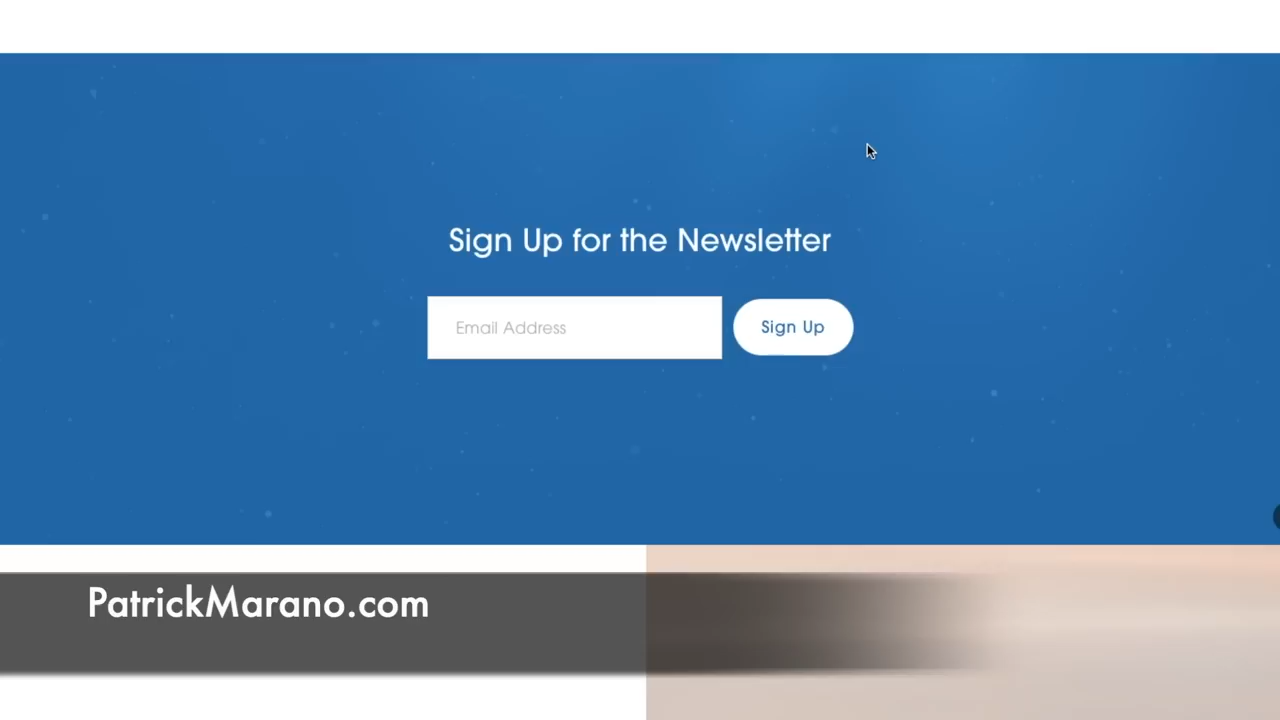 Sign Up for the Newsletter
Email Address
Sign Up
PatrickMarano.com